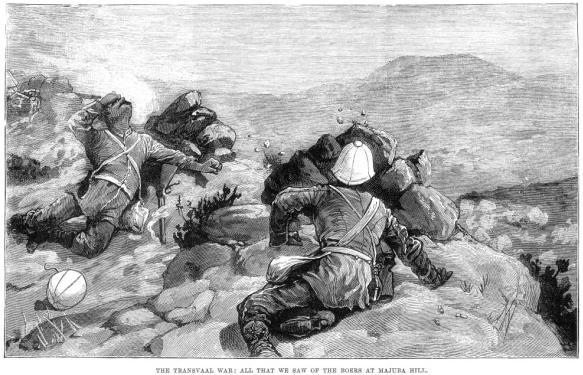 THE TRANSVAAL WAR: ALL THAT WE SAW OF THE BOERS AT MAJUBA HILL.